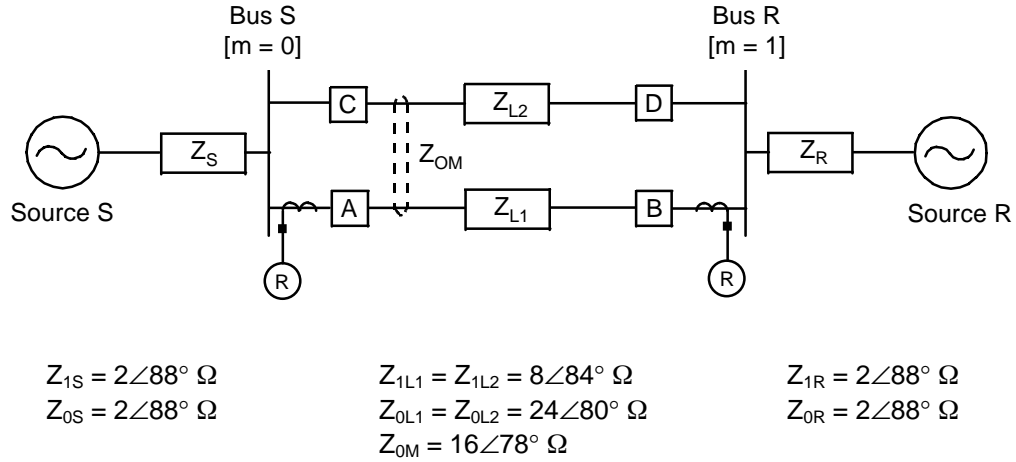 Bus S
[m = 0]
Bus R
[m = 1]
C
Z_L2
D
Z_S
Z_OM
Z_R
Source S
A
Z_L1
B
Source R
R
R
Z_1S = 2∠88° Ω
Z_0S = 2∠88° Ω
Z_1L1 = Z_1L2 = 8∠84° Ω
Z_0L1 = Z_0L2 = 24∠80° Ω
Z_0M = 16∠78° Ω
Z_1R = 2∠88° Ω
Z_0R = 2∠88° Ω